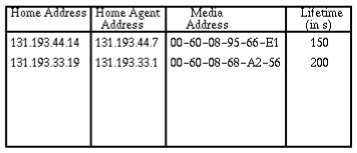 Home Address Home Agent Address Media Address Lifetime (in s)
131.193.44.14 131.193.44.7 00-60-08-95-66-E1 150
131.193.33.19 131.193.33.1 00-60-08-68-A2-56 200